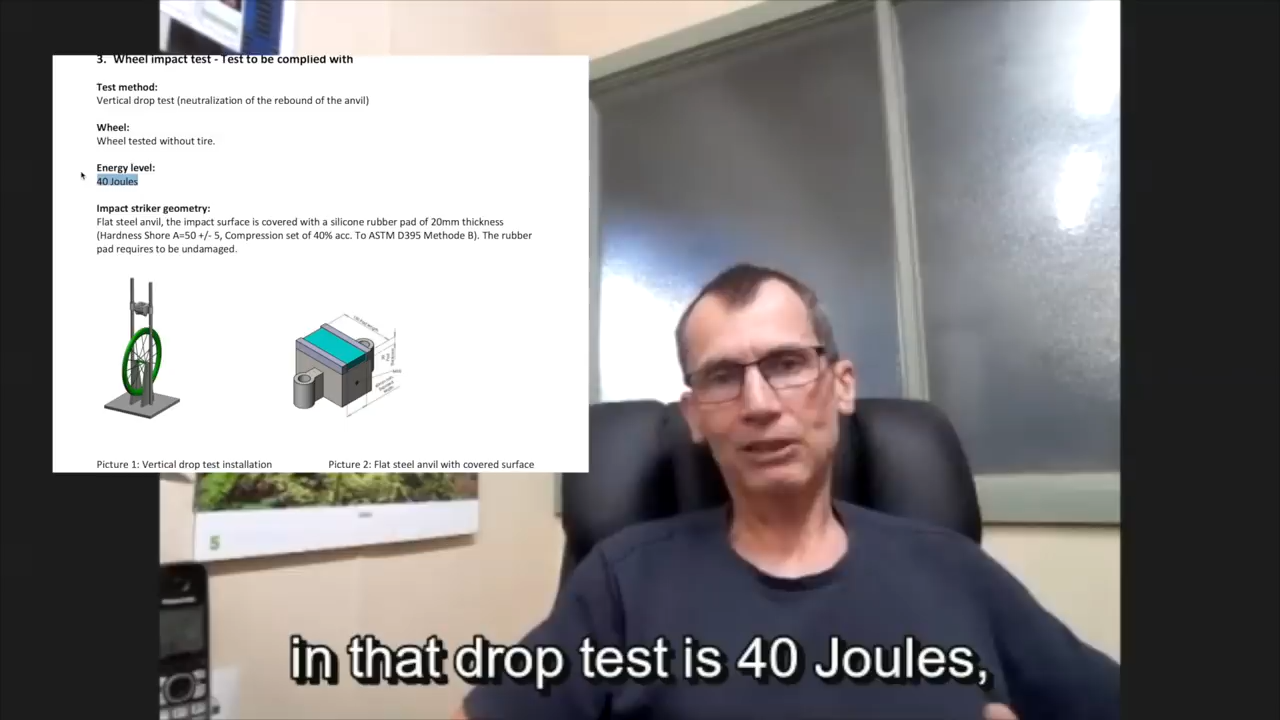 3. Wheel impact test - Test to be complied with
Test method:
Vertical drop test (neutralization of the rebound of the anvil)
Wheel:
Wheel tested without tire.
Energy level:
40 Joules
Impact striker geometry:
Flat steel anvil, the impact surface is covered with a silicone rubber pad of 20mm thickness
(Hardness Shore A=50 +/- 5, Compression set of 40% acc. To ASTM D395 Methode B). The rubber
pad requires to be undamaged.
Picture 1: Vertical drop test installation
Picture 2: Flat steel anvil with covered surface
5
in that drop test is 40 Joules,